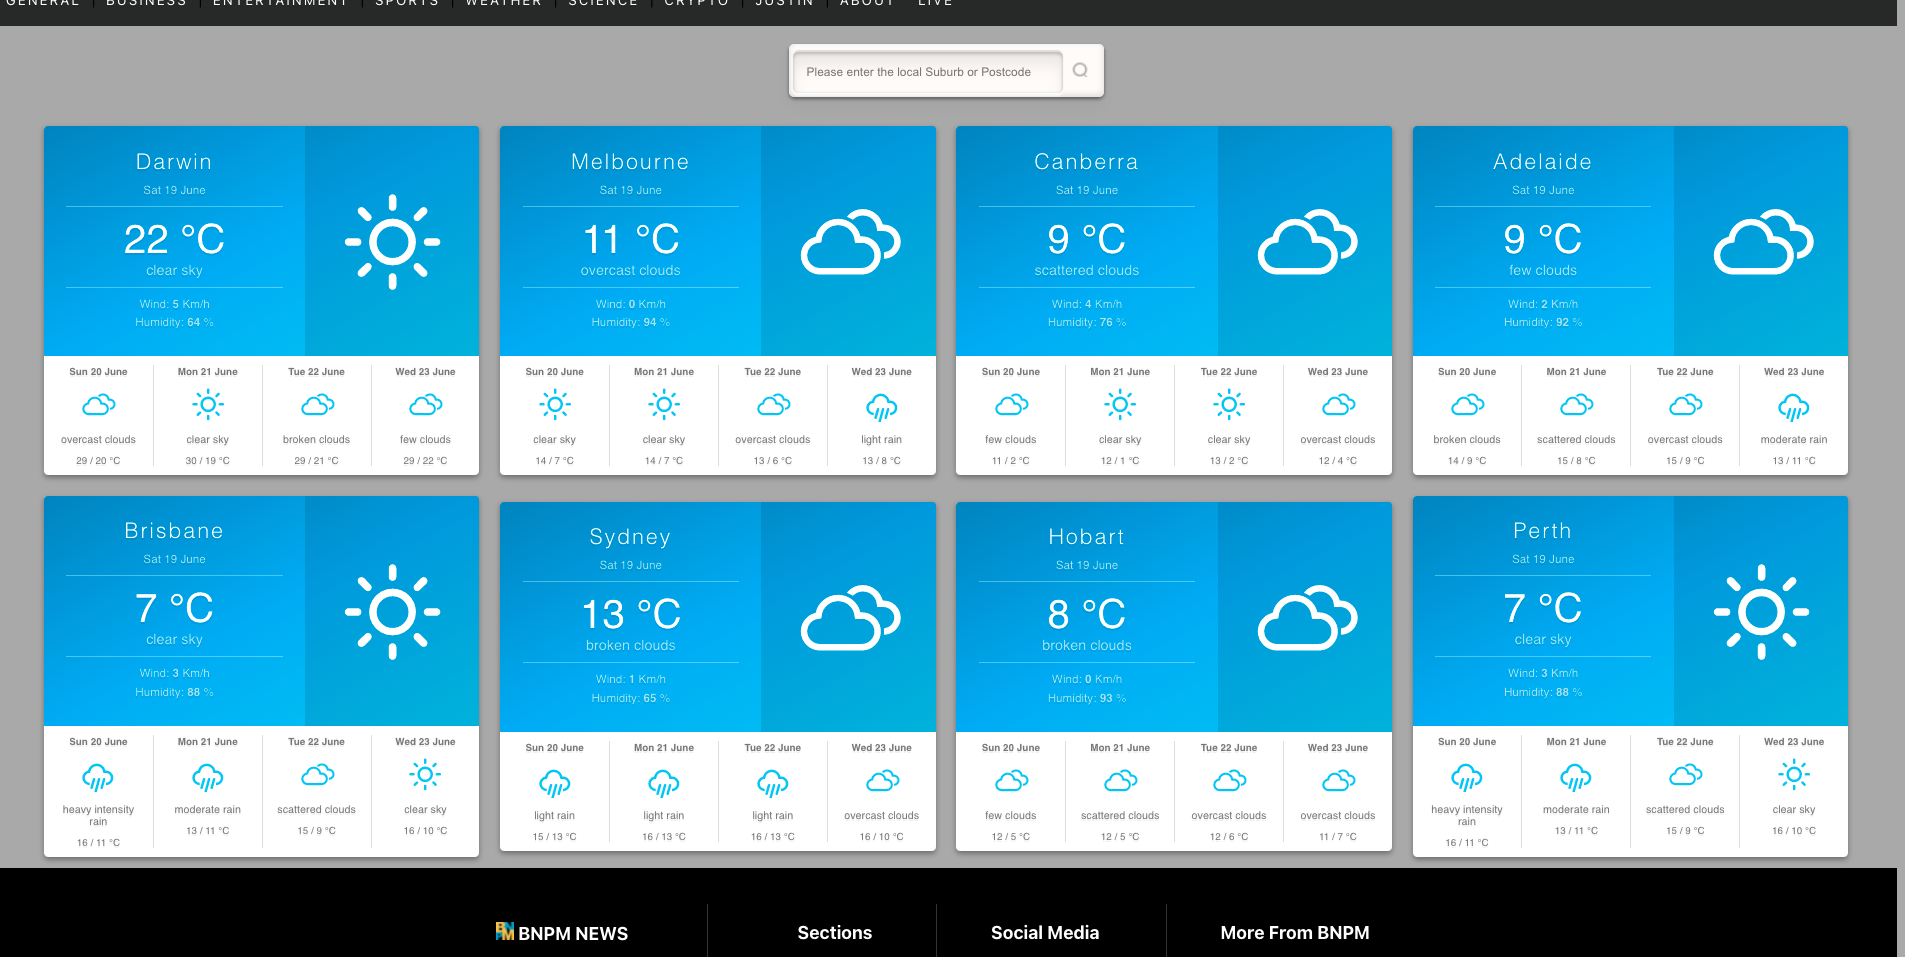 GENERAL | BUSINESS | ENTERTAINMENT | SPORTS | WEATHER | SCIENCE | CRYPTO | JUSTIN | ABOUT LIVE
Please enter the local Suburb or Postcode
Darwin
Sat 19 June
22 °C
clear sky
Wind: 5 Km/h
Humidity: 64 %
Sun 20 June Mon 21 June Tue 22 June Wed 23 June
overcast clouds clear sky broken clouds few clouds
29 / 20 °C 30 / 19 °C 29 / 21 °C 29 / 22 °C
Melbourne
Sat 19 June
11 °C
overcast clouds
Wind: 0 Km/h
Humidity: 94 %
Sun 20 June Mon 21 June Tue 22 June Wed 23 June
clear sky clear sky overcast clouds light rain
14 / 7 °C 14 / 7 °C 13 / 6 °C 13 / 8 °C
Canberra
Sat 19 June
9 °C
scattered clouds
Wind: 4 Km/h
Humidity: 76 %
Sun 20 June Mon 21 June Tue 22 June Wed 23 June
few clouds clear sky clear sky overcast clouds
11 / 2 °C 12 / 1 °C 13 / 2 °C 12 / 4 °C
Adelaide
Sat 19 June
9 °C
few clouds
Wind: 2 Km/h
Humidity: 92 %
Sun 20 June Mon 21 June Tue 22 June Wed 23 June
broken clouds scattered clouds overcast clouds moderate rain
14 / 9 °C 15 / 8 °C 15 / 9 °C 13 / 11 °C
Brisbane
Sat 19 June
7 °C
clear sky
Wind: 3 Km/h
Humidity: 88 %
Sun 20 June Mon 21 June Tue 22 June Wed 23 June
heavy intensity rain moderate rain scattered clouds clear sky
16 / 11 °C 13 / 11 °C 15 / 9 °C 16 / 10 °C
Sydney
Sat 19 June
13 °C
broken clouds
Wind: 1 Km/h
Humidity: 65 %
Sun 20 June Mon 21 June Tue 22 June Wed 23 June
light rain light rain light rain overcast clouds
15 / 13 °C 16 / 13 °C 16 / 13 °C 16 / 10 °C
Hobart
Sat 19 June
8 °C
broken clouds
Wind: 0 Km/h
Humidity: 93 %
Sun 20 June Mon 21 June Tue 22 June Wed 23 June
few clouds scattered clouds overcast clouds overcast clouds
12 / 5 °C 12 / 5 °C 12 / 6 °C 11 / 7 °C
Perth
Sat 19 June
7 °C
clear sky
Wind: 3 Km/h
Humidity: 88 %
Sun 20 June Mon 21 June Tue 22 June Wed 23 June
heavy intensity rain moderate rain scattered clouds clear sky
16 / 11 °C 13 / 11 °C 15 / 9 °C 16 / 10 °C
BNPM BNPM NEWS Sections Social Media More From BNPM